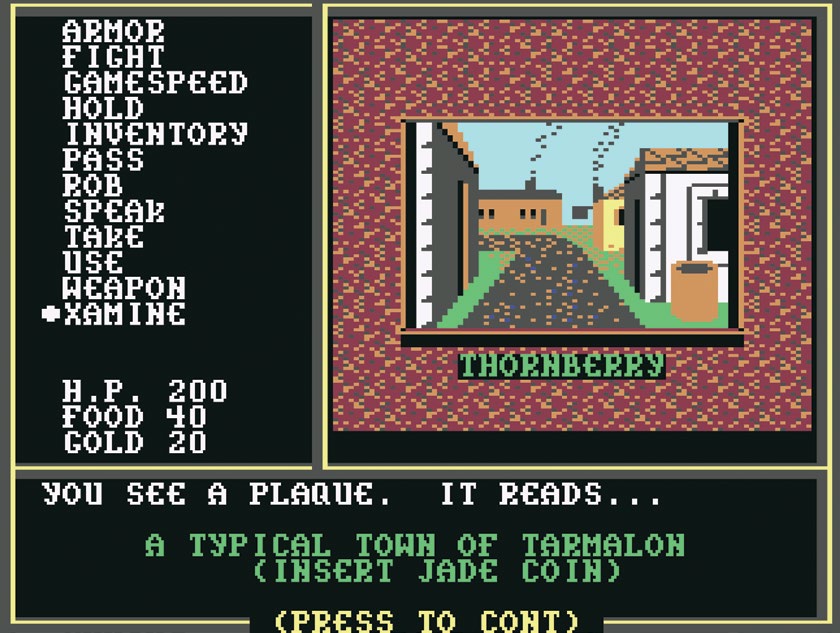 ARMOR
FIGHT
GAMESPEED
HOLD
INVENTORY
PASS
ROB
SPEAK
TAKE
USE
WEAPON
XAMINE
H.P. 200
FOOD 40
GOLD 20
THORNBERRY
YOU SEE A PLAQUE. IT READS...
A TYPICAL TOWN OF TARMALON
(INSERT JADE COIN)
(PRESS TO CONT)